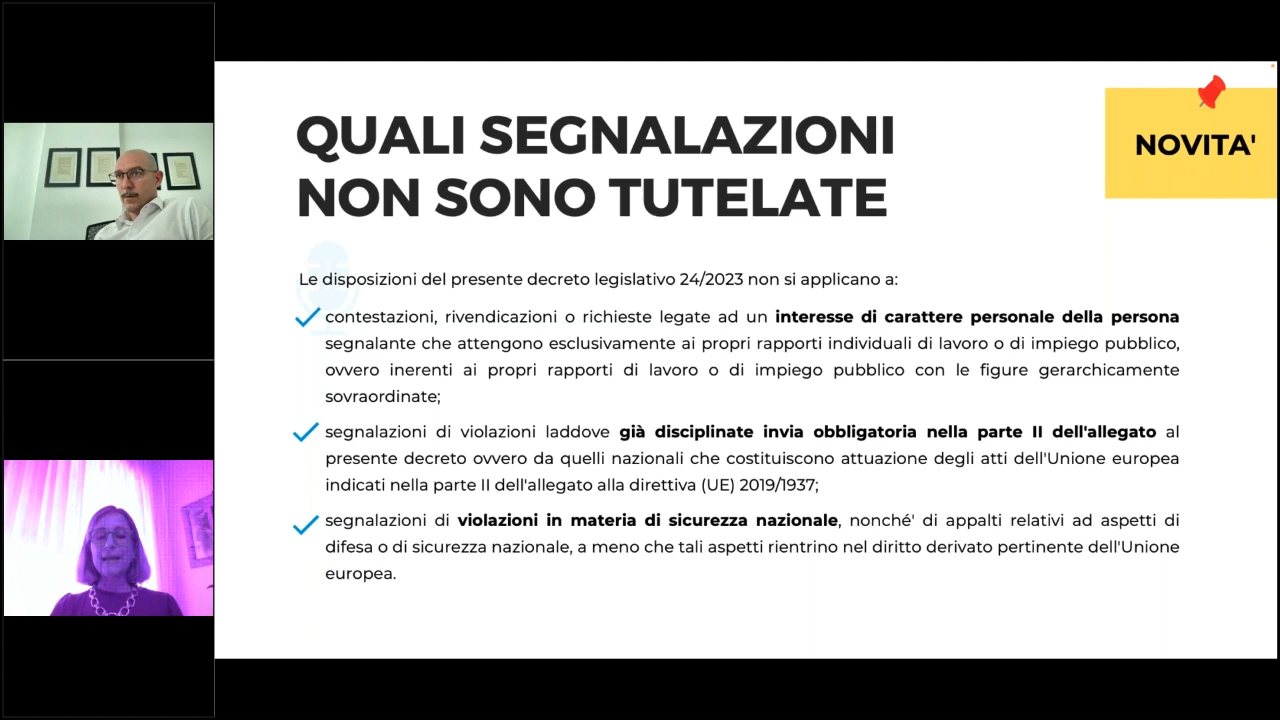 QUALI SEGNALAZIONI
NON SONO TUTELATE
NOVITA'
Le disposizioni del presente decreto legislativo 24/2023 non si applicano a:
contestazioni, rivendicazioni o richieste legate ad un interesse di carattere personale della persona
segnalante che attengono esclusivamente ai propri rapporti individuali di lavoro o di impiego pubblico,
ovvero inerenti ai propri rapporti di lavoro o di impiego pubblico con le figure gerarchicamente
sovraordinate;
segnalazioni di violazioni laddove già disciplinate invia obbligatoria nella parte II dell'allegato al
presente decreto ovvero da quelli nazionali che costituiscono attuazione degli atti dell'Unione europea
indicati nella parte II dell'allegato alla direttiva (UE) 2019/1937;
segnalazioni di violazioni in materia di sicurezza nazionale, nonché' di appalti relativi ad aspetti di
difesa o di sicurezza nazionale, a meno che tali aspetti rientrino nel diritto derivato pertinente dell'Unione
europea.